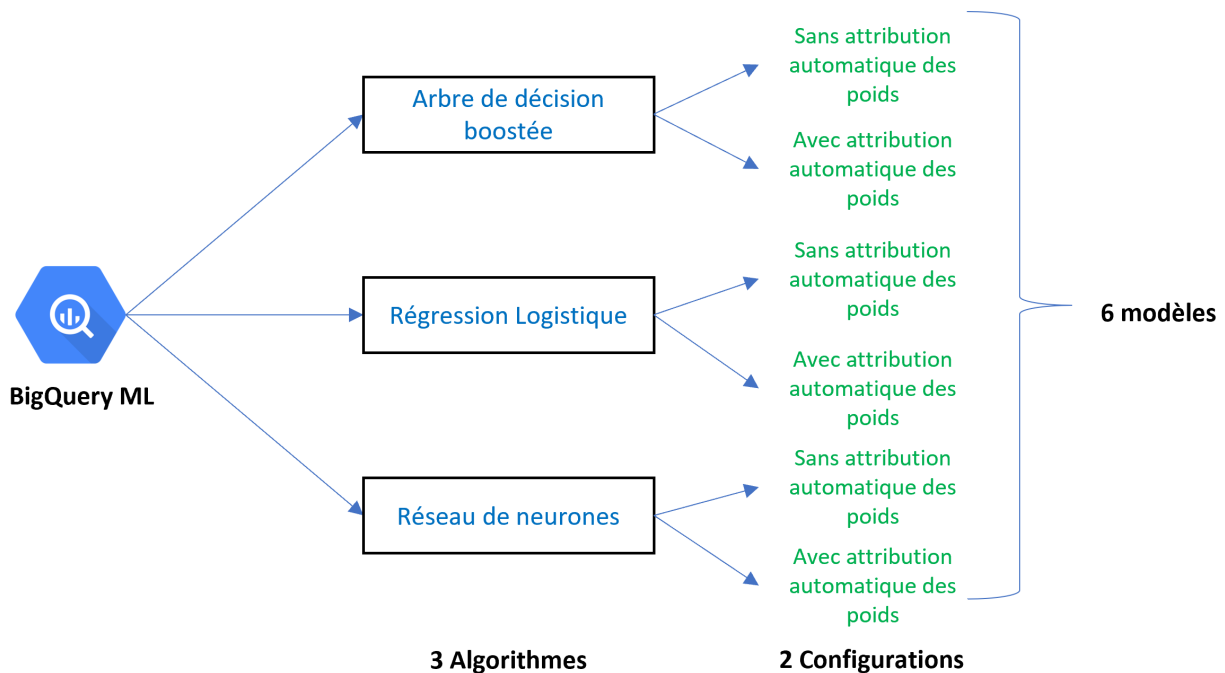 Sans attribution
automatique des
poids
Arbre de décision
boostée
Avec attribution
automatique des
poids
Sans attribution
automatique des
poids
Régression Logistique
6 modèles
BigQuery ML
Avec attribution
automatique des
poids
Sans attribution
automatique des
poids
Réseau de neurones
Avec attribution
automatique des
poids
3 Algorithmes
2 Configurations